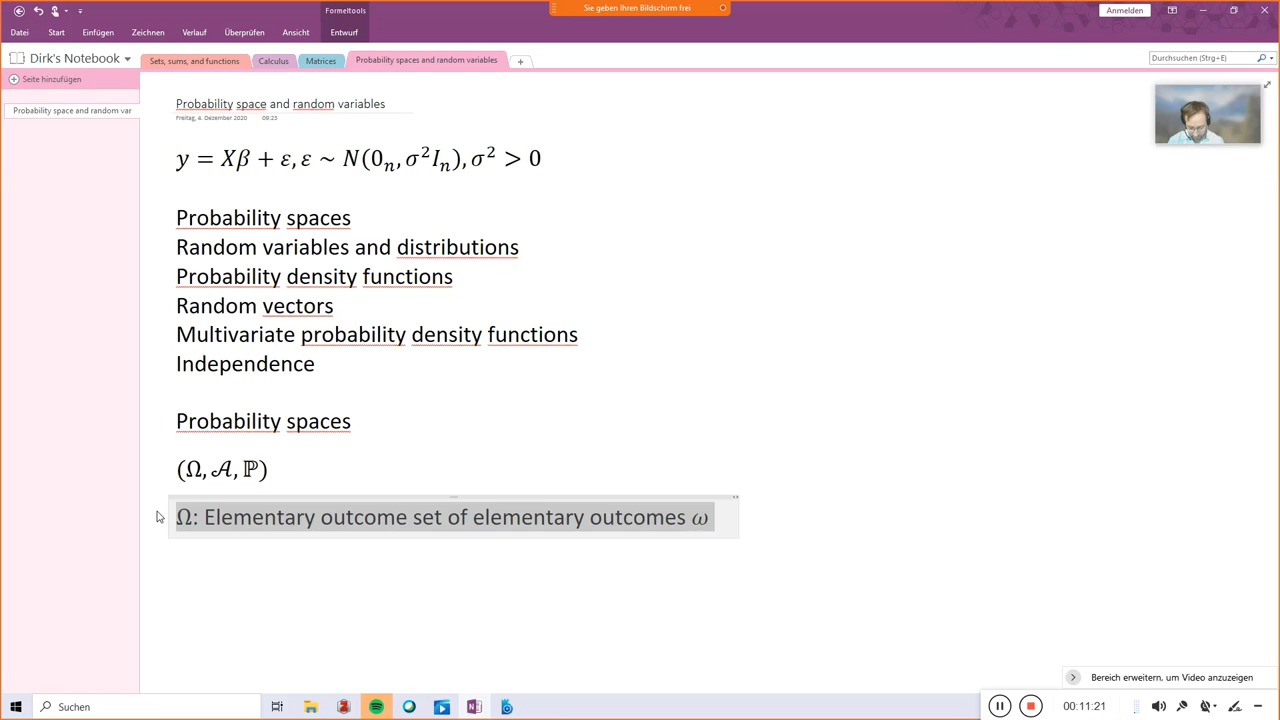 Formeltools
Sie geben Ihren Bildschirm frei
Anmelden
Datei Start Einfügen Zeichnen Verlauf Überprüfen Ansicht Entwurf
Dirk's Notebook
Sets, sums, and functions
Calculus
Matrices
Probability spaces and random variables
Durchsuchen (Strg+E)
Seite hinzufügen
Probability space and random var
Probability space and random variables
Freitag, 4. Dezember 2020 09:25
y = Xβ + ε, ε ~ N(0ₙ, σ²Iₙ), σ² > 0
Probability spaces
Random variables and distributions
Probability density functions
Random vectors
Multivariate probability density functions
Independence
Probability spaces
(Ω, 𝒜, ℙ)
Ω: Elementary outcome set of elementary outcomes ω
Bereich erweitern, um Video anzuzeigen
Suchen
00:11:21